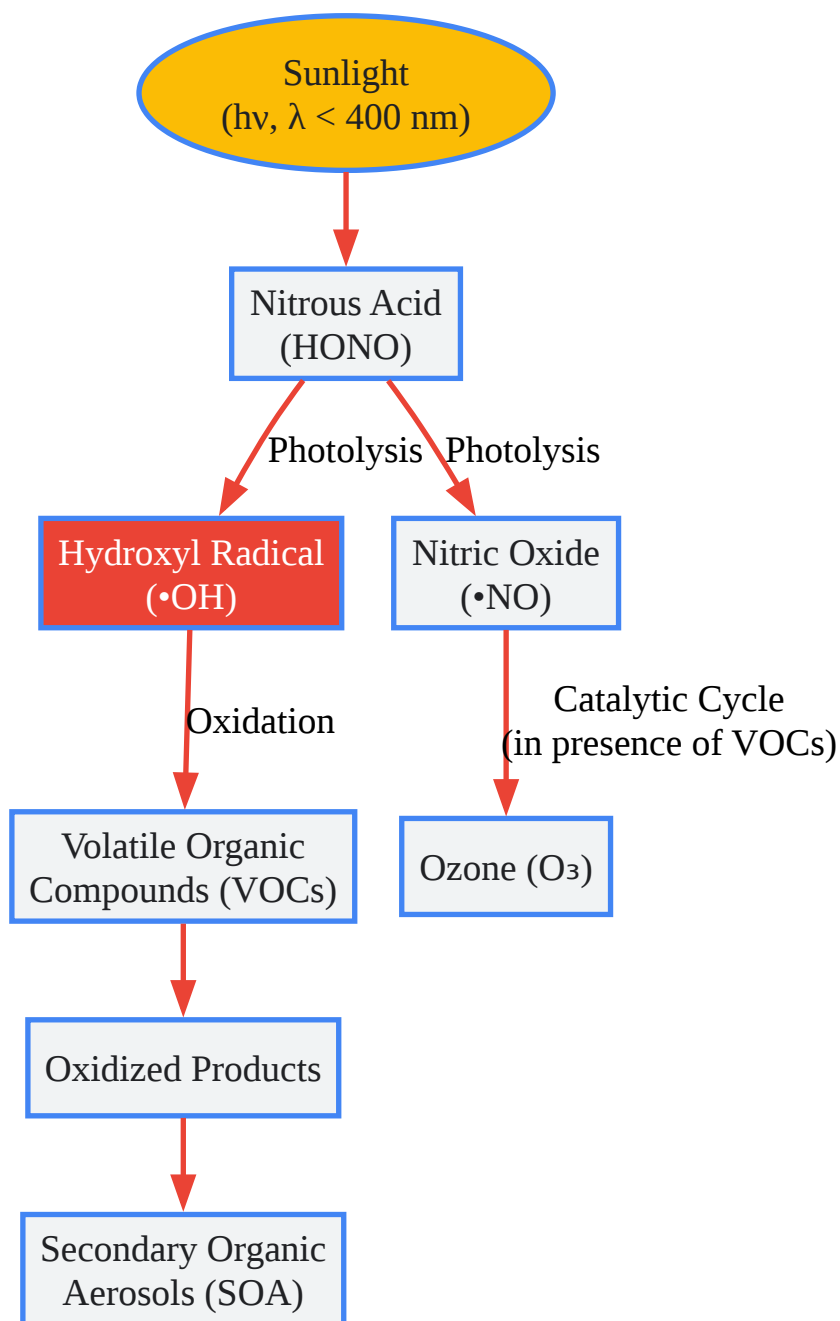 Sunlight
(hν, λ < 400 nm)
Nitrous Acid
(HONO)
Photolysis
Photolysis
Hydroxyl Radical
(•OH)
Nitric Oxide
(•NO)
Oxidation
Catalytic Cycle
(in presence of VOCs)
Volatile Organic
Compounds (VOCs)
Ozone (O₃)
Oxidized Products
Secondary Organic
Aerosols (SOA)